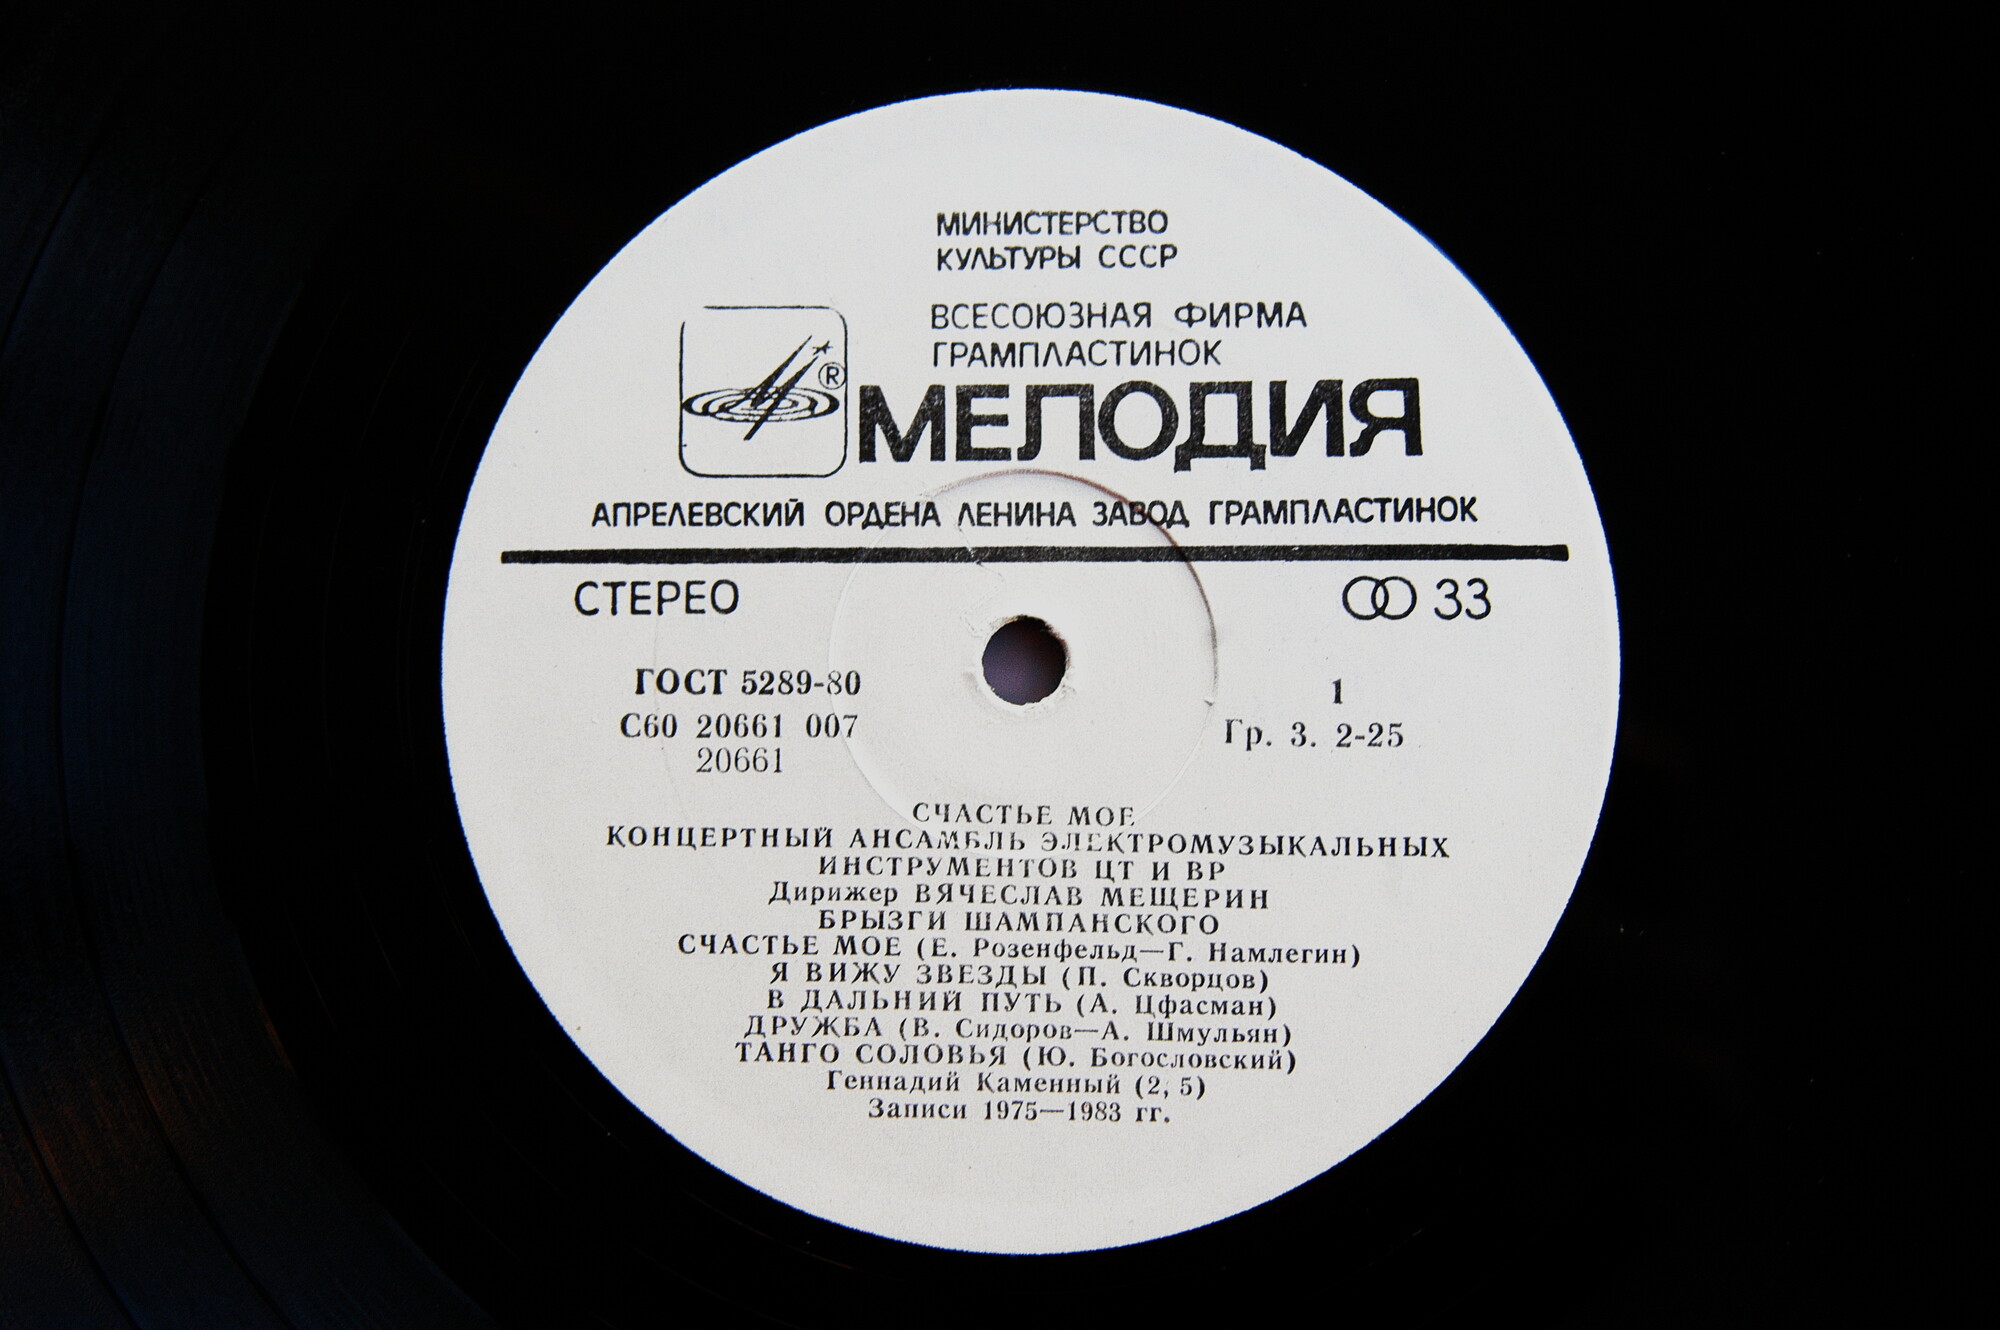 МИНИСТЕРСТВО
КУЛЬТУРЫ СССР
ВСЕСОЮЗНАЯ ФИРМА
ГРАМПЛАСТИНОК
®
МЕЛОДИЯ
АПРЕЛЕВСКИЙ ОРДЕНА ЛЕНИНА ЗАВОД ГРАМПЛАСТИНОК
СТЕРЕО 33
ГОСТ 5289-80 1
С60 20661 007 Гр. 3. 2-25
20661
СЧАСТЬЕ МОЕ
КОНЦЕРТНЫЙ АНСАМБЛЬ ЭЛЕКТРОМУЗЫКАЛЬНЫХ
ИНСТРУМЕНТОВ ЦТ И ВР
Дирижер ВЯЧЕСЛАВ МЕЩЕРИН
БРЫЗГИ ШАМПАНСКОГО
СЧАСТЬЕ МОЕ (Е. Розенфельд—Г. Намлегин)
Я ВИЖУ ЗВЕЗДЫ (П. Скворцов)
В ДАЛЬНИЙ ПУТЬ (А. Цфасман)
ДРУЖБА (В. Сидоров—А. Шмульян)
ТАНГО СОЛОВЬЯ (Ю. Богословский)
Геннадий Каменный (2, 5)
Записи 1975—1983 гг.